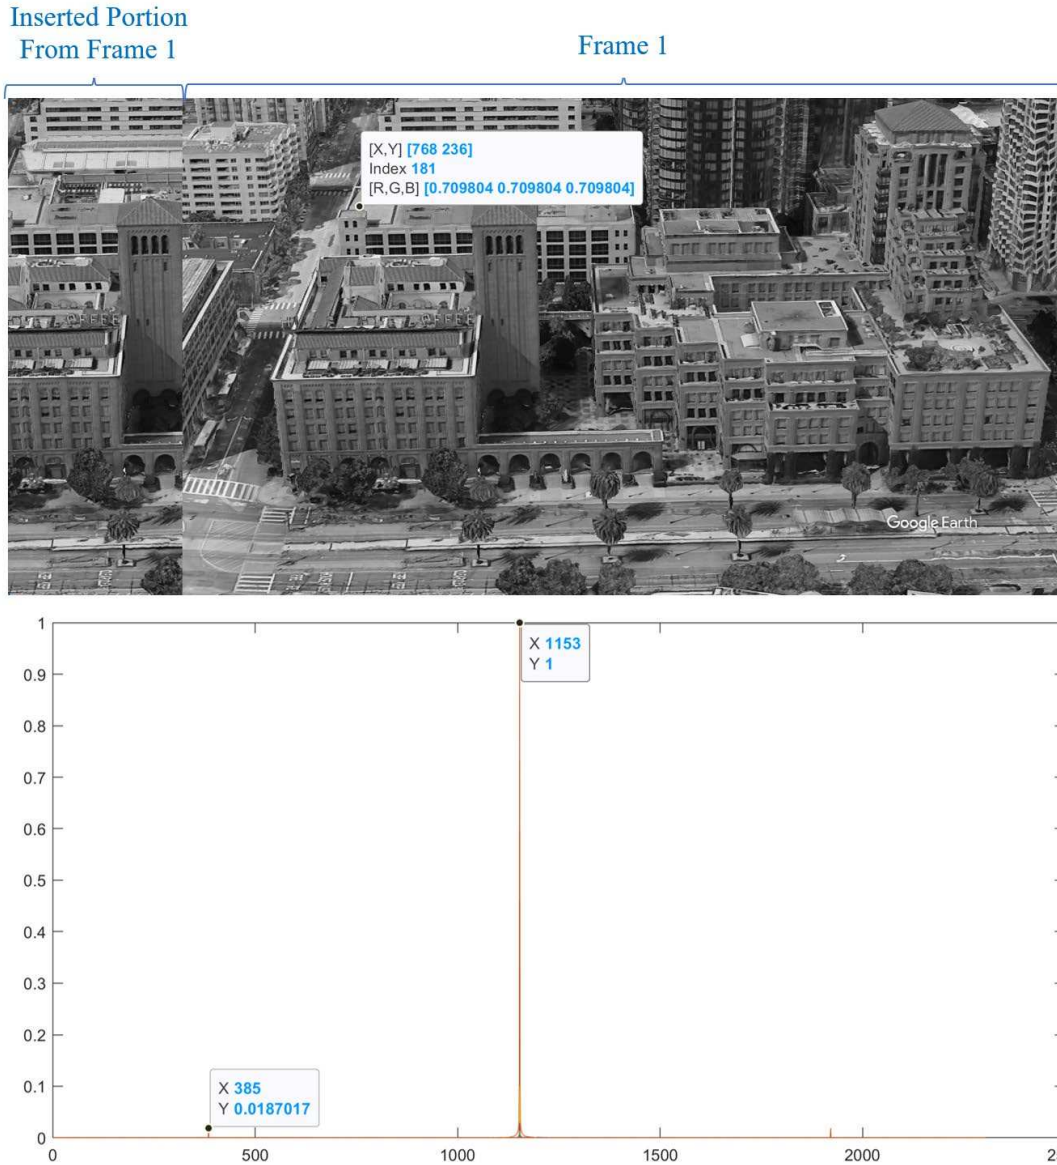 Inserted Portion
From Frame 1
Frame 1
[X,Y] [768 236]
Index 181
[R,G,B] [0.709804 0.709804 0.709804]
Google Earth
1
0.9
0.8
0.7
0.6
0.5
0.4
0.3
0.2
0.1
0
X 1153
Y 1
X 385
Y 0.0187017
0 500 1000 1500 2000